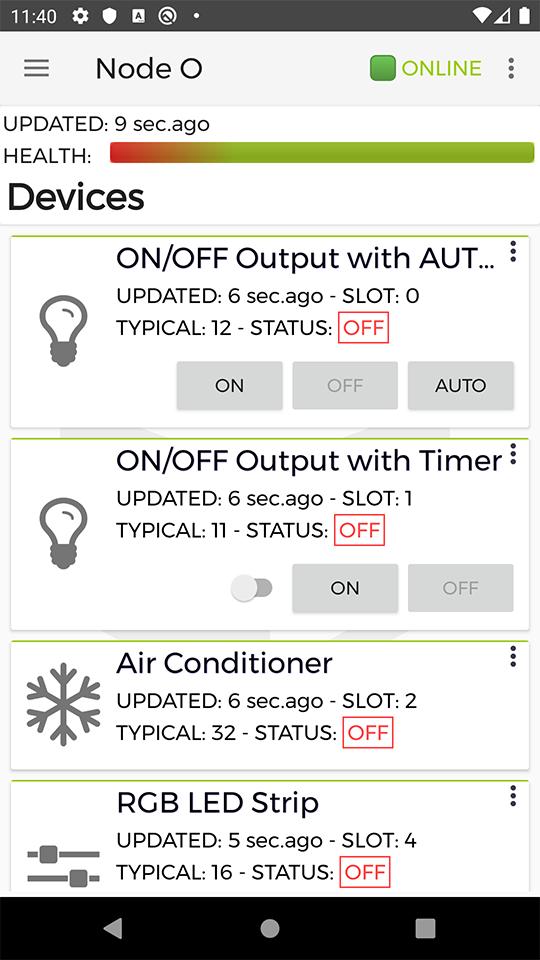 11:40
Node 0
ONLINE
UPDATED: 9 sec.ago
HEALTH:
Devices
ON/OFF Output with AUT...
UPDATED: 6 sec.ago - SLOT: 0
TYPICAL: 12 - STATUS: OFF
ON OFF AUTO
ON/OFF Output with Timer
UPDATED: 6 sec.ago - SLOT: 1
TYPICAL: 11 - STATUS: OFF
ON OFF
Air Conditioner
UPDATED: 6 sec.ago - SLOT: 2
TYPICAL: 32 - STATUS: OFF
RGB LED Strip
UPDATED: 5 sec.ago - SLOT: 4
TYPICAL: 16 - STATUS: OFF